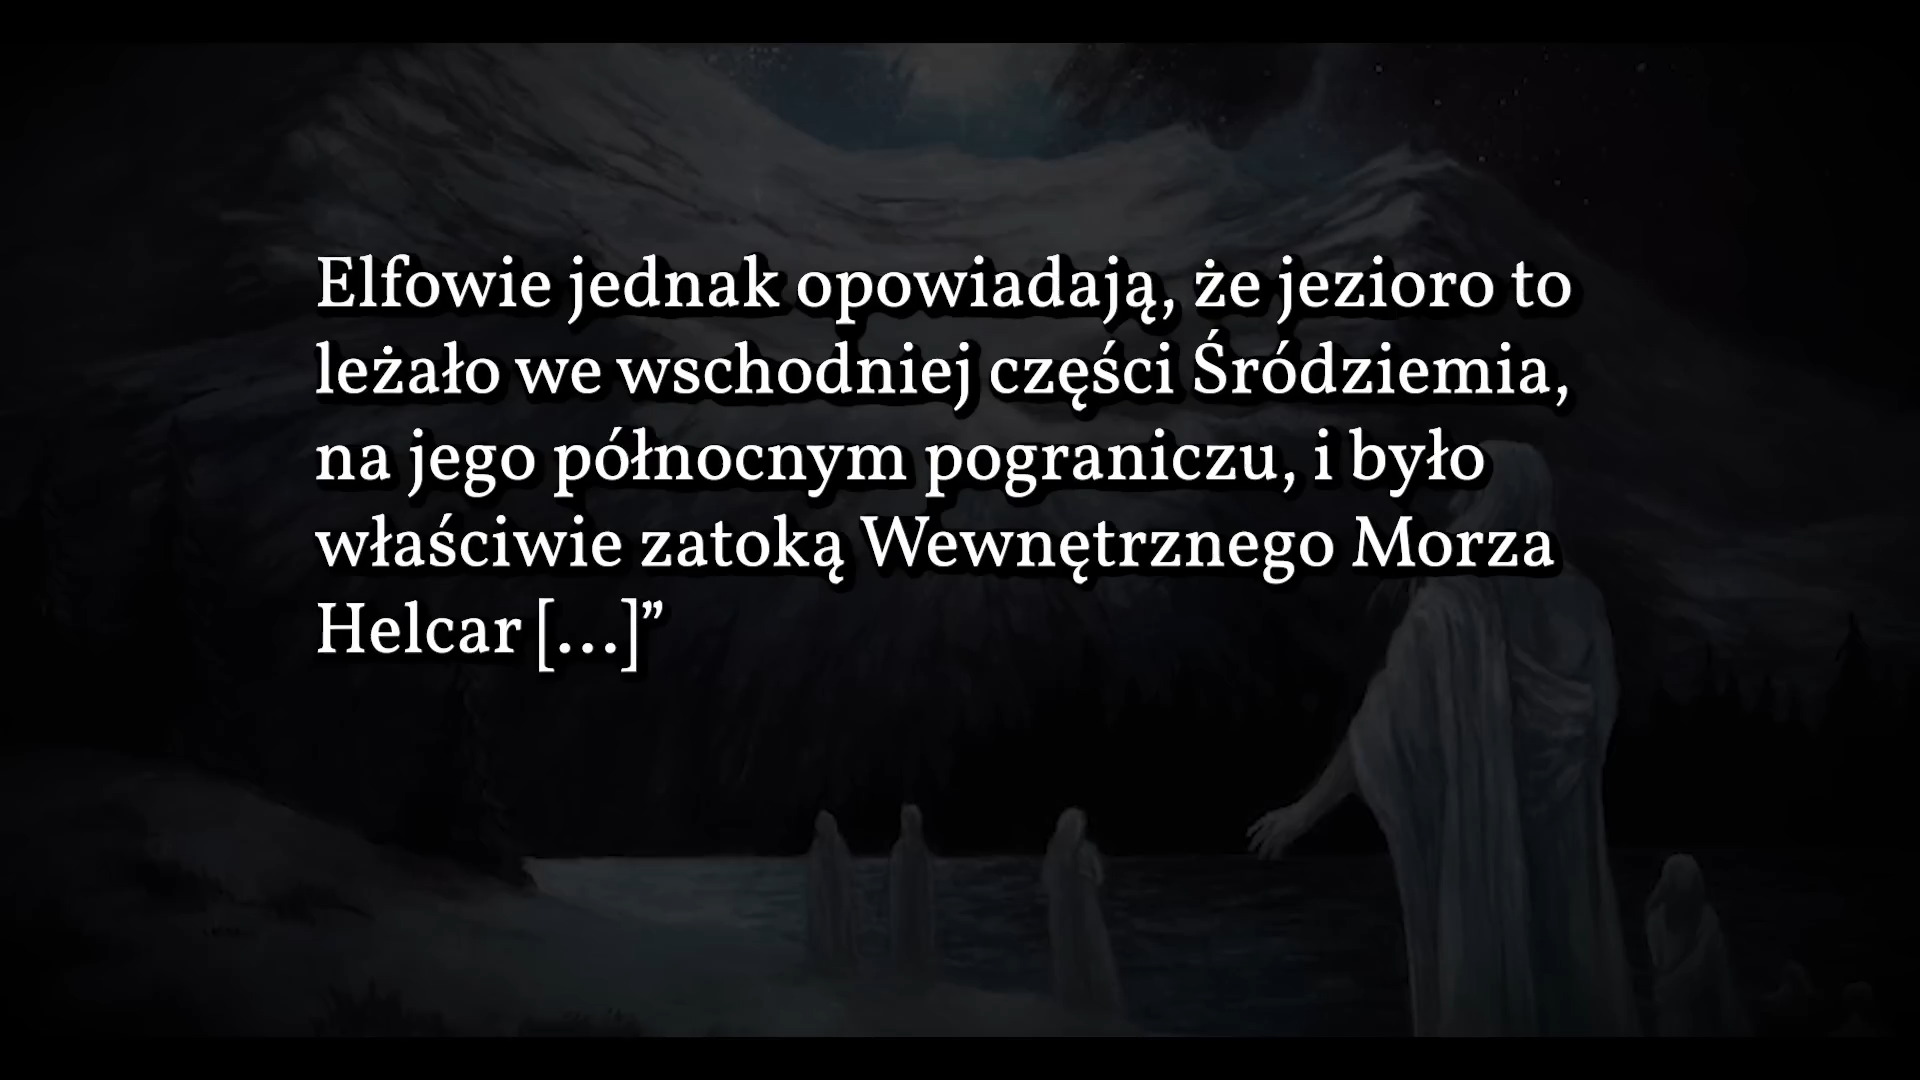 Elfowie jednak opowiadają, że jezioro to
leżało we wschodniej części Śródziemia,
na jego północnym pograniczu, i było
właściwie zatoką Wewnętrznego Morza
Helcar [...]”